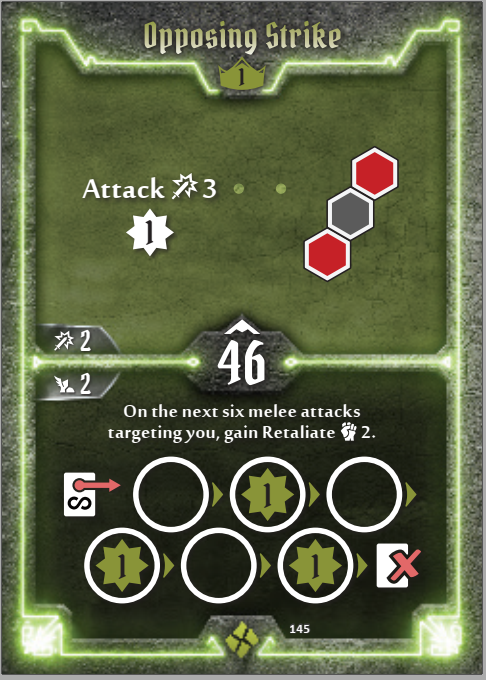 Opposing Strike
1
Attack 3
1
2
46
2
On the next six melee attacks
targeting you, gain Retaliate 2.
1
1
1
145